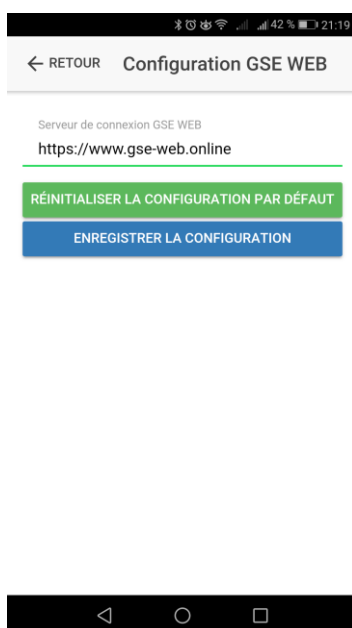 42 % 21:19
← RETOUR Configuration GSE WEB
Serveur de connexion GSE WEB
https://www.gse-web.online
RÉINITIALISER LA CONFIGURATION PAR DÉFAUT
ENREGISTRER LA CONFIGURATION